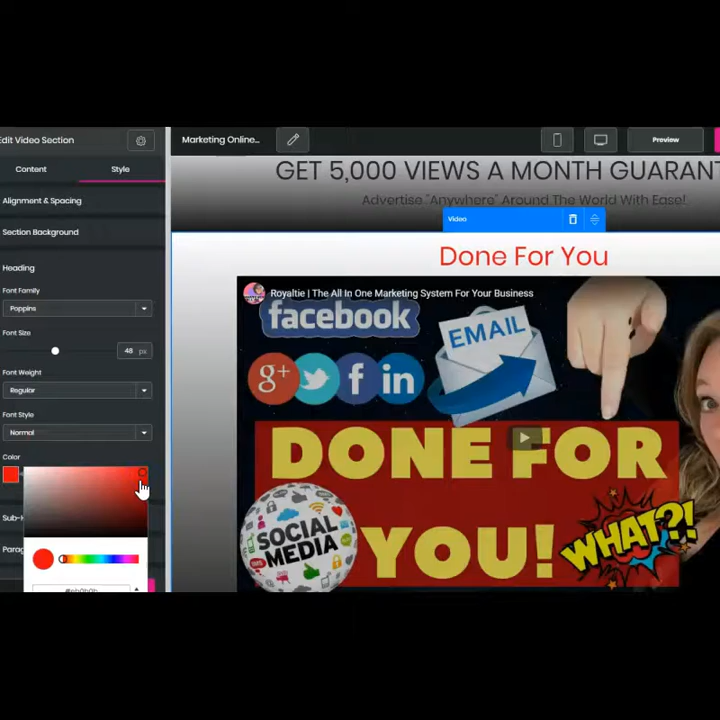 Edit Video Section
Marketing Online...
Preview
Content
Style
GET 5,000 VIEWS A MONTH GUARANT
Advertise "Anywhere" Around The World With Ease!
Alignment & Spacing
Video
Section Background
Done For You
Heading
Font Family
Poppins
Font Size
48 px
Font Weight
Regular
Font Style
Normal
Color
Royaltie | The All In One Marketing System For Your Business
facebook
EMAIL
g+
f
in
DONE FOR
YOU!
SOCIAL
MEDIA
WHAT?!
Sub-H
Parag